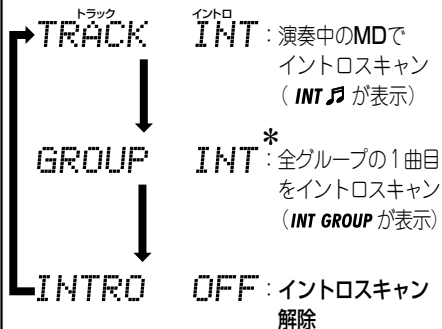 トラック イントロ
TRACK INT : 演奏中のMDで
イントロスキャン
( INT ♬ が表示)
GROUP INT * : 全グループの1曲目
をイントロスキャン
(INT GROUP が表示)
INTRO OFF : イントロスキャン
解除